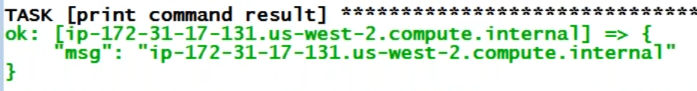 TASK [print command result] ******************************
ok: [ip-172-31-17-131.us-west-2.compute.internal] => {
    "msg": "ip-172-31-17-131.us-west-2.compute.internal"
}